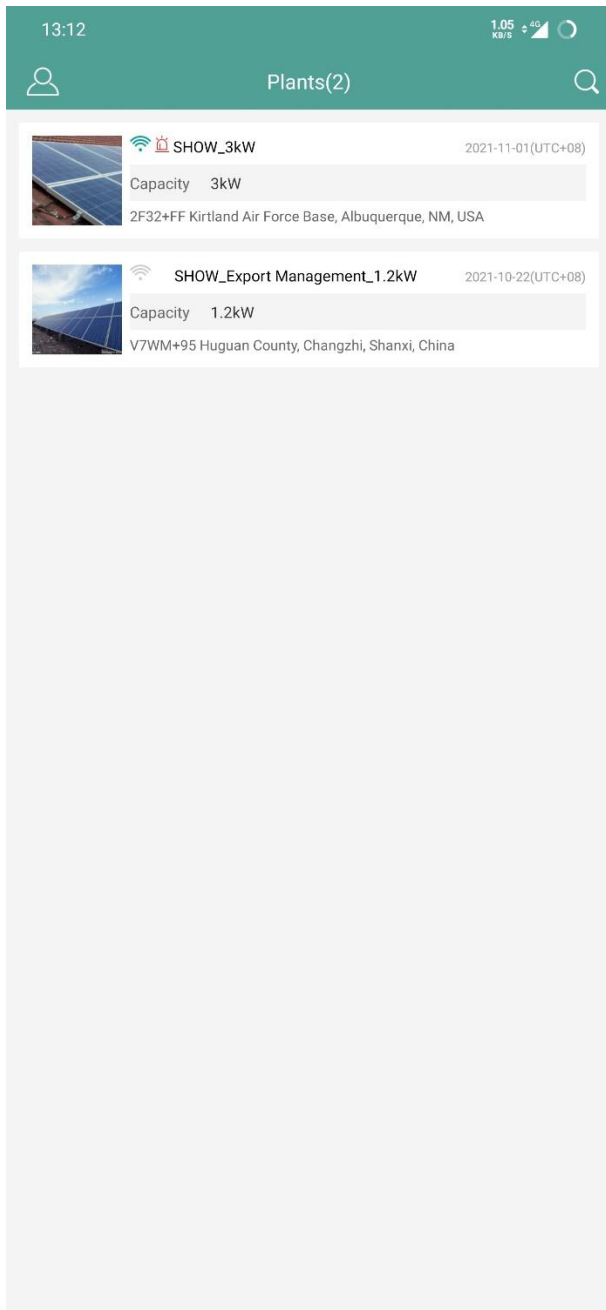 13:12
1.05
KB/S
4G
Plants(2)
SHOW_3kW
2021-11-01(UTC+08)
Capacity 3kW
2F32+FF Kirtland Air Force Base, Albuquerque, NM, USA
SHOW_Export Management_1.2kW
2021-10-22(UTC+08)
Capacity 1.2kW
V7WM+95 Huguan County, Changzhi, Shanxi, China